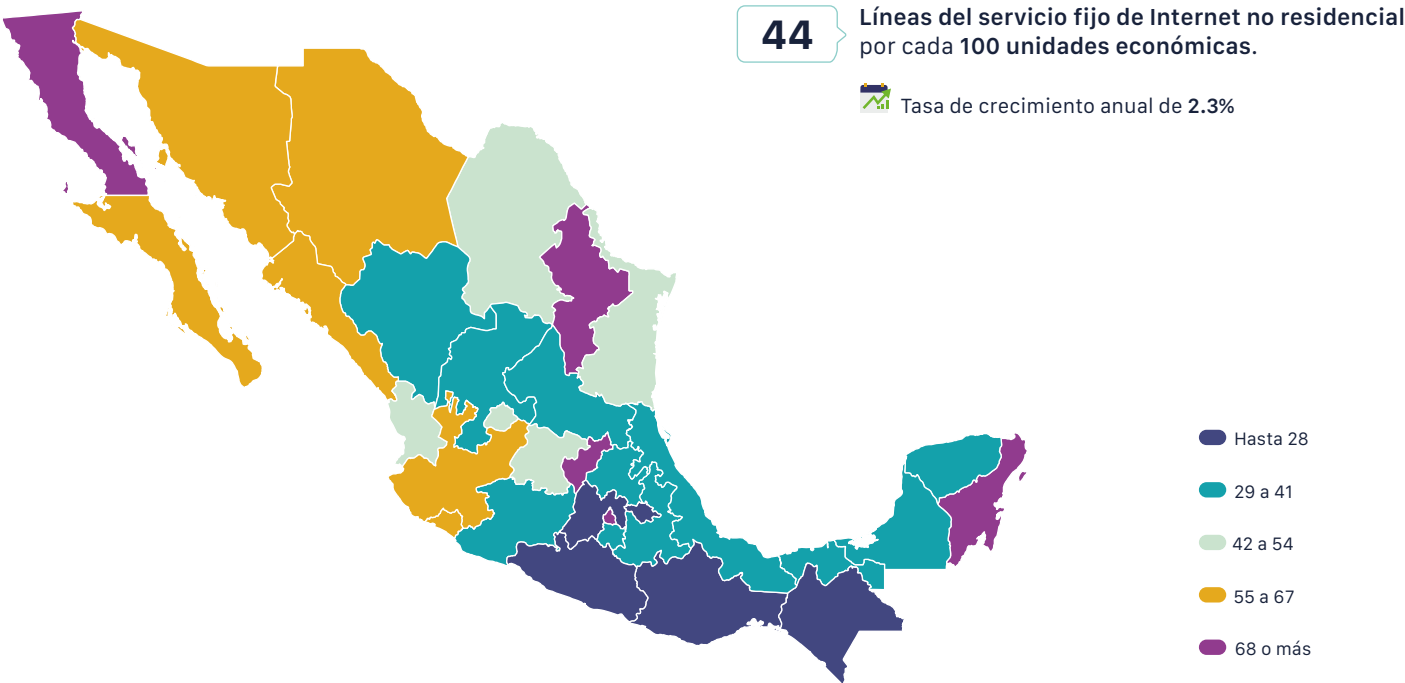 44
Líneas del servicio fijo de Internet no residencial
por cada 100 unidades económicas.
Tasa de crecimiento anual de 2.3%
Hasta 28
29 a 41
42 a 54
55 a 67
68 o más